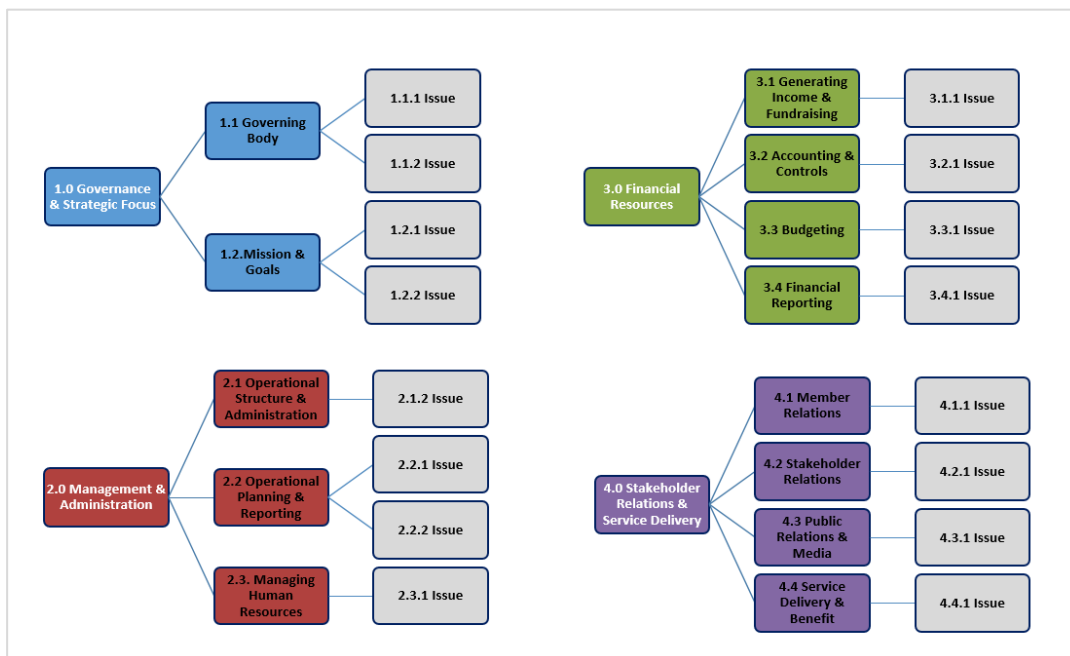 1.0 Governance
& Strategic Focus
1.1 Governing
Body
1.1.1 Issue
1.1.2 Issue
1.2.Mission &
Goals
1.2.1 Issue
1.2.2 Issue
2.0 Management &
Administration
2.1 Operational
Structure &
Administration
2.1.2 Issue
2.2 Operational
Planning &
Reporting
2.2.1 Issue
2.2.2 Issue
2.3. Managing
Human
Resources
2.3.1 Issue
3.0 Financial
Resources
3.1 Generating
Income &
Fundraising
3.1.1 Issue
3.2 Accounting &
Controls
3.2.1 Issue
3.3 Budgeting
3.3.1 Issue
3.4 Financial
Reporting
3.4.1 Issue
4.0 Stakeholder
Relations &
Service Delivery
4.1 Member
Relations
4.1.1 Issue
4.2 Stakeholder
Relations
4.2.1 Issue
4.3 Public
Relations &
Media
4.3.1 Issue
4.4 Service
Delivery &
Benefit
4.4.1 Issue